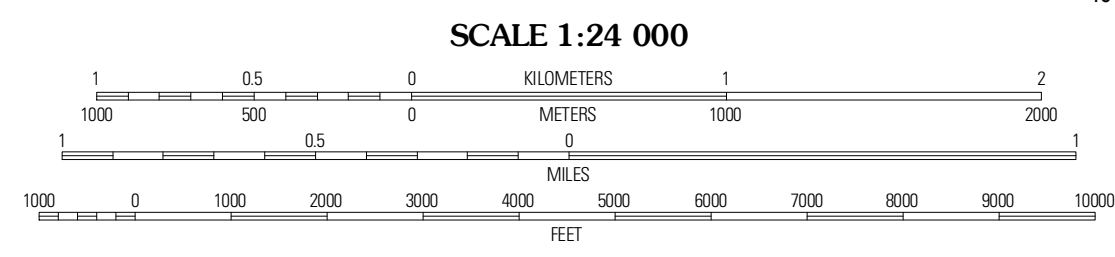 SCALE 1:24 000
1 0.5 0 KILOMETERS 1 2
1000 500 0 METERS 1000 2000
1 0.5 0 1
MILES
1000 0 1000 2000 3000 4000 5000 6000 7000 8000 9000 10000
FEET